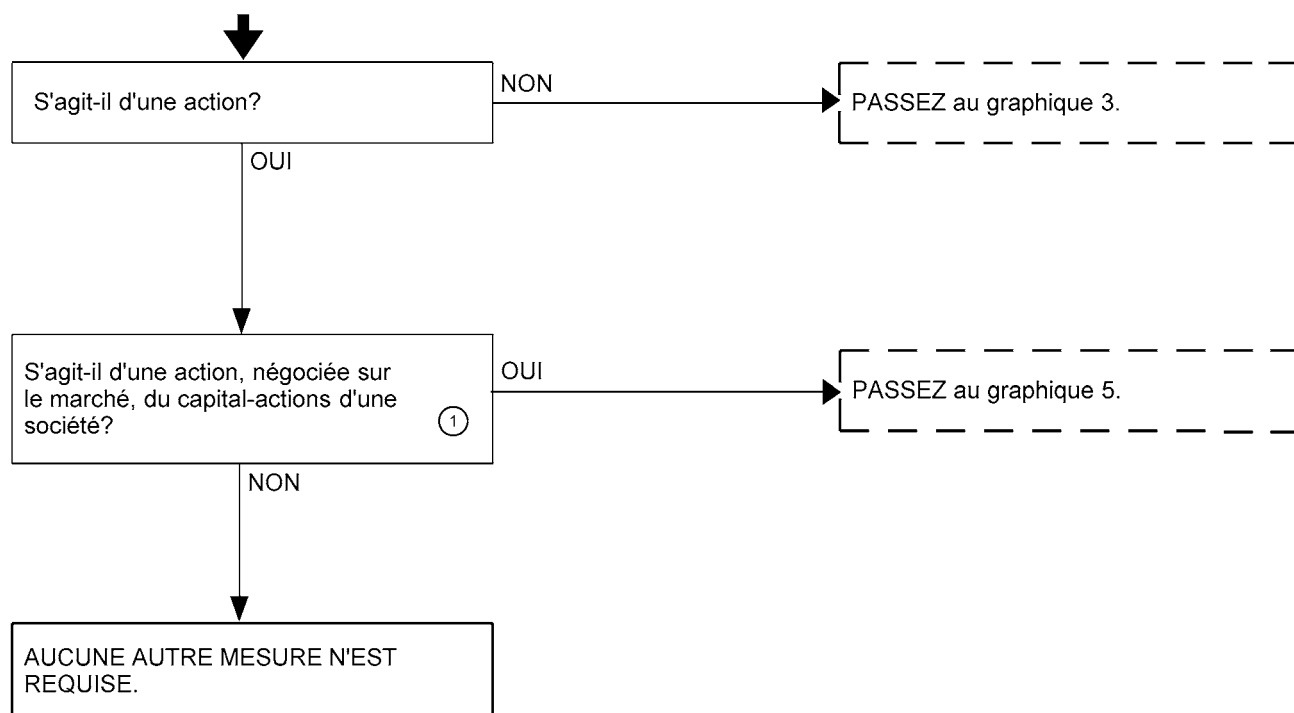 S'agit-il d'une action?
NON
PASSEZ au graphique 3.
OUI
S'agit-il d'une action, négociée sur
le marché, du capital-actions d'une
société?
1
OUI
PASSEZ au graphique 5.
NON
AUCUNE AUTRE MESURE N'EST
REQUISE.